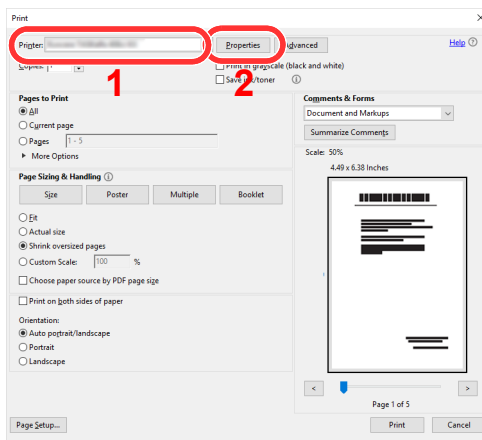 Print
Printer: Properties Advanced Help
Copies: 1 Print in grayscale (black and white)
1 2
Save ink/toner
Pages to Print
All
Current page
Pages 1 - 5
More Options
Page Sizing & Handling
Size Poster Multiple Booklet
Fit
Actual size
Shrink oversized pages
Custom Scale: 100 %
Choose paper source by PDF page size
Print on both sides of paper
Orientation:
Auto portrait/landscape
Portrait
Landscape
Comments & Forms
Document and Markups
Summarize Comments
Scale: 50%
4.49 x 6.38 Inches
< >
Page 1 of 5
Page Setup... Print Cancel